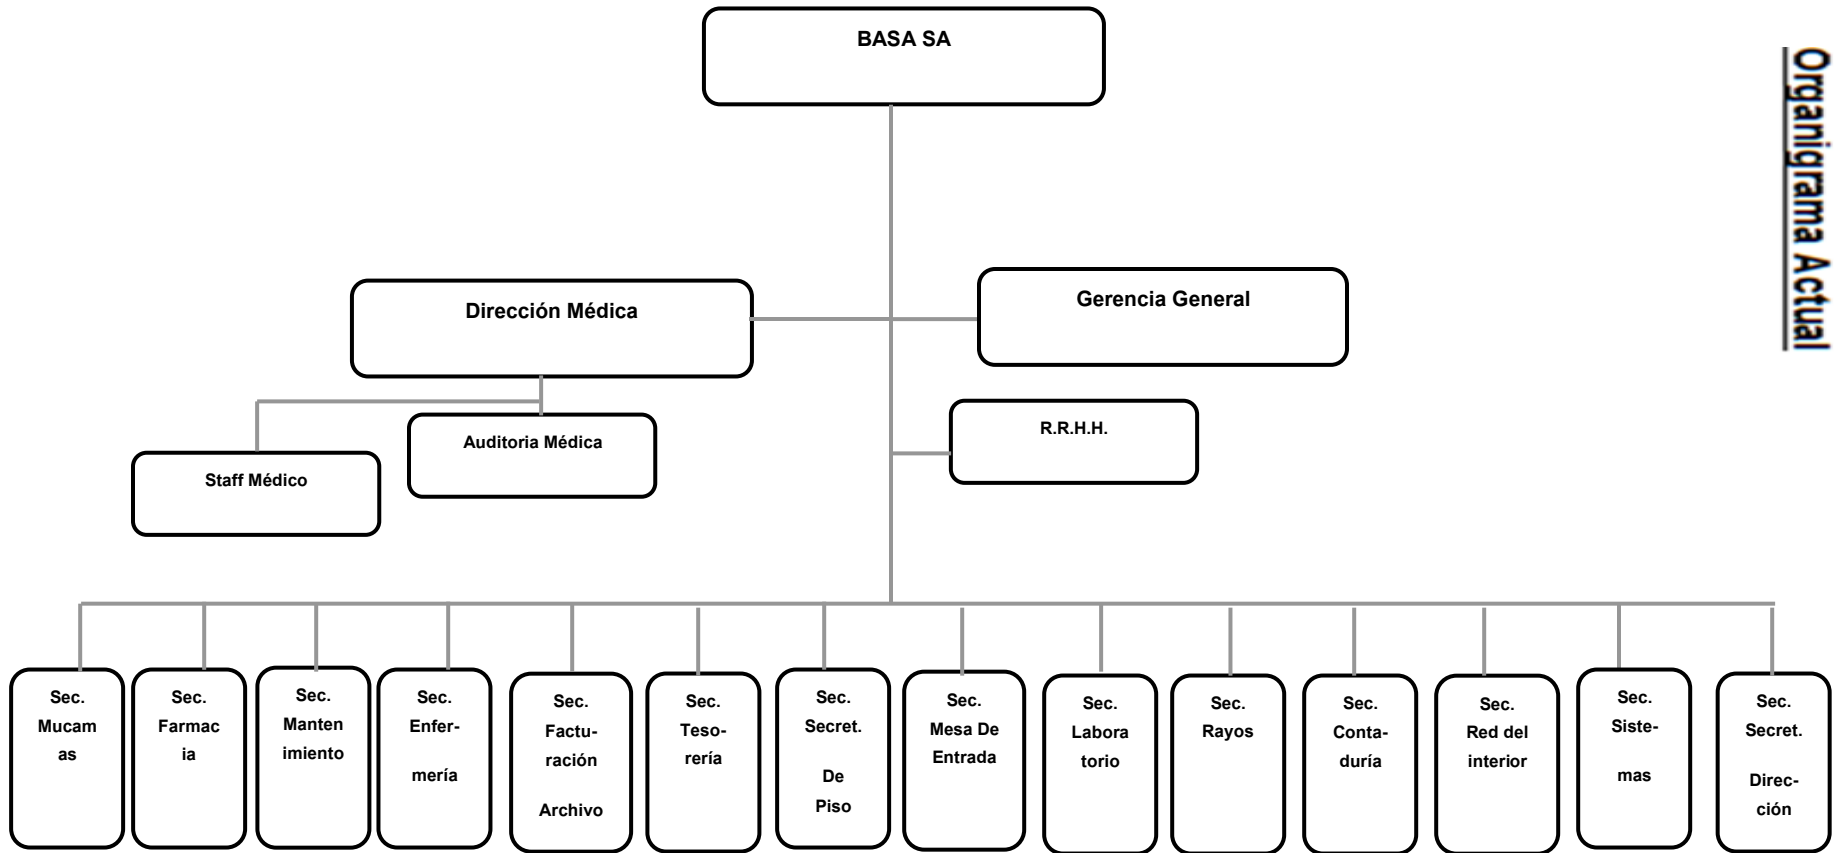 BASA SA
Organigrama Actual
Dirección Médica
Gerencia General
Auditoria Médica
R.R.H.H.
Staff Médico
Sec.
Mucam
as
Sec.
Farmac
ia
Sec.
Manten
imiento
Sec.
Enfer-
mería
Sec.
Factu-
ración
Archivo
Sec.
Teso-
rería
Sec.
Secret.
De
Piso
Sec.
Mesa De
Entrada
Sec.
Labora
torio
Sec.
Rayos
Sec.
Conta-
duría
Sec.
Red del
interior
Sec.
Siste-
mas
Sec.
Secret.
Direc-
ción